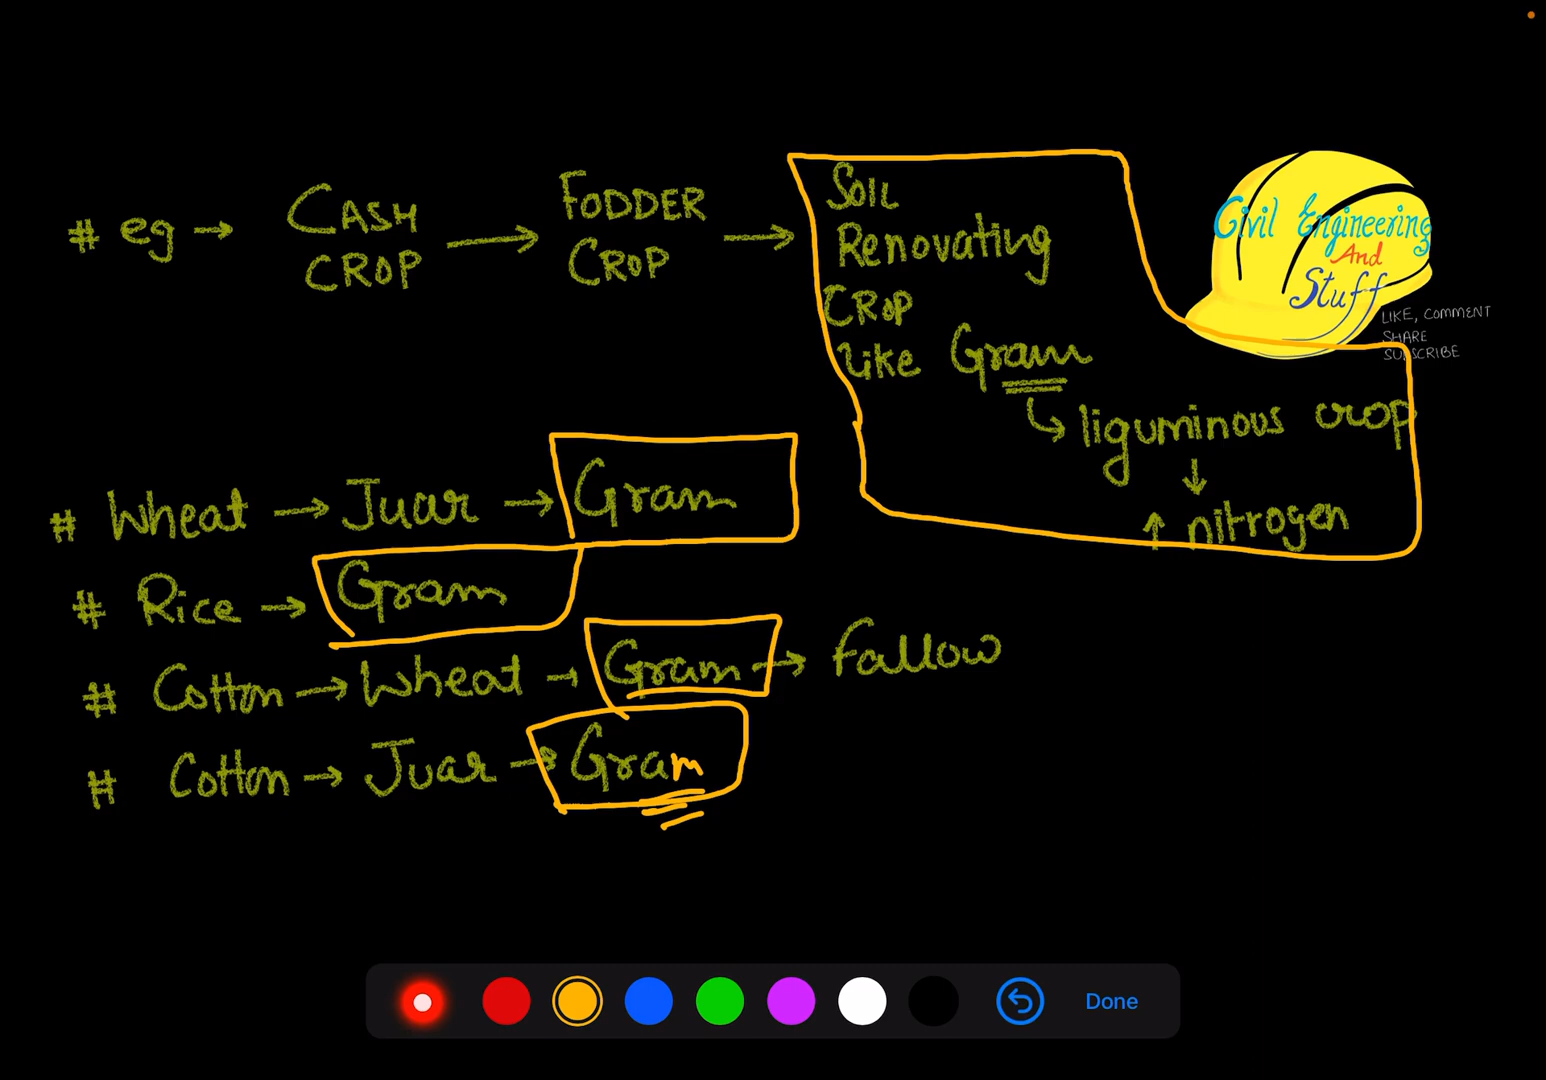 # eg → CASH CROP → FODDER CROP → Soil Renovating CROP like Gram
↳ liguminous crop
↓
↑ nitrogen
Civil Engineering
And
Stuff
LIKE, COMMENT
SHARE
SUBSCRIBE
# Wheat → Juar → Gram
# Rice → Gram
# Cotton → Wheat → Gram → fallow
# Cotton → Juar → Gram
Done